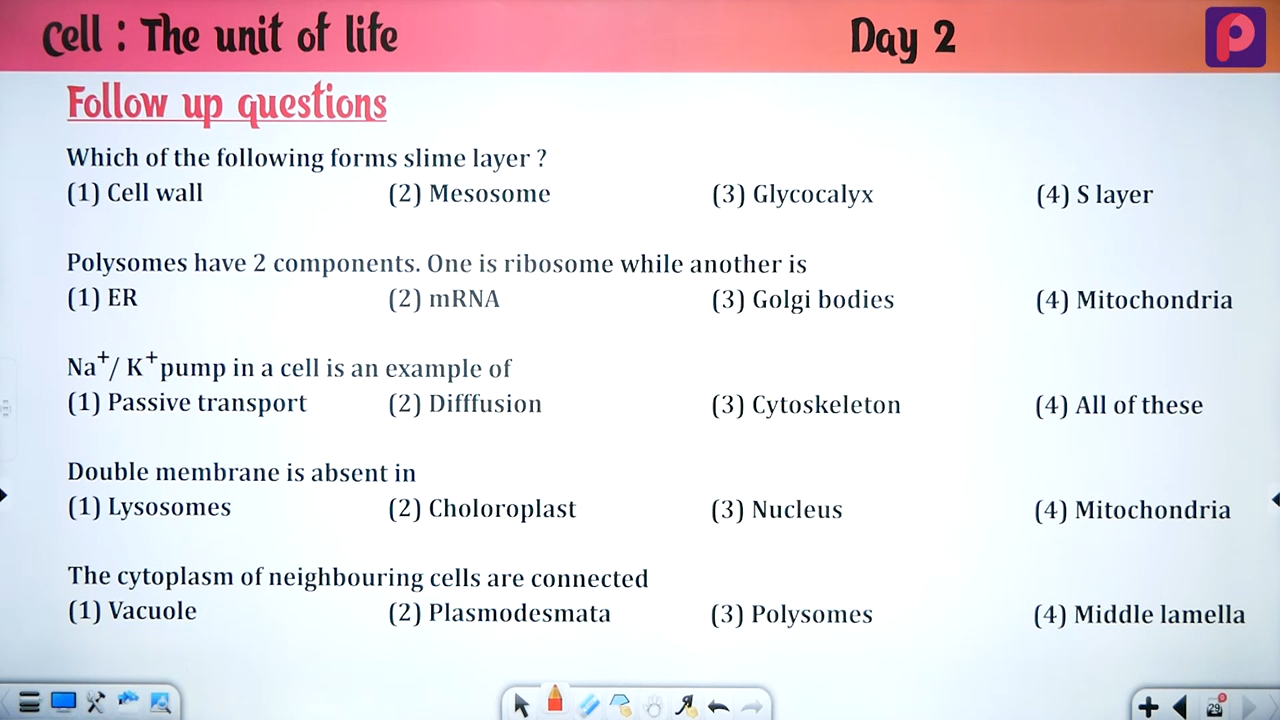 Cell : The unit of life Day 2
Follow up questions
Which of the following forms slime layer ?
(1) Cell wall (2) Mesosome (3) Glycocalyx (4) S layer
Polysomes have 2 components. One is ribosome while another is
(1) ER (2) mRNA (3) Golgi bodies (4) Mitochondria
Na+/ K+ pump in a cell is an example of
(1) Passive transport (2) Difffusion (3) Cytoskeleton (4) All of these
Double membrane is absent in
(1) Lysosomes (2) Choloroplast (3) Nucleus (4) Mitochondria
The cytoplasm of neighbouring cells are connected
(1) Vacuole (2) Plasmodesmata (3) Polysomes (4) Middle lamella
29